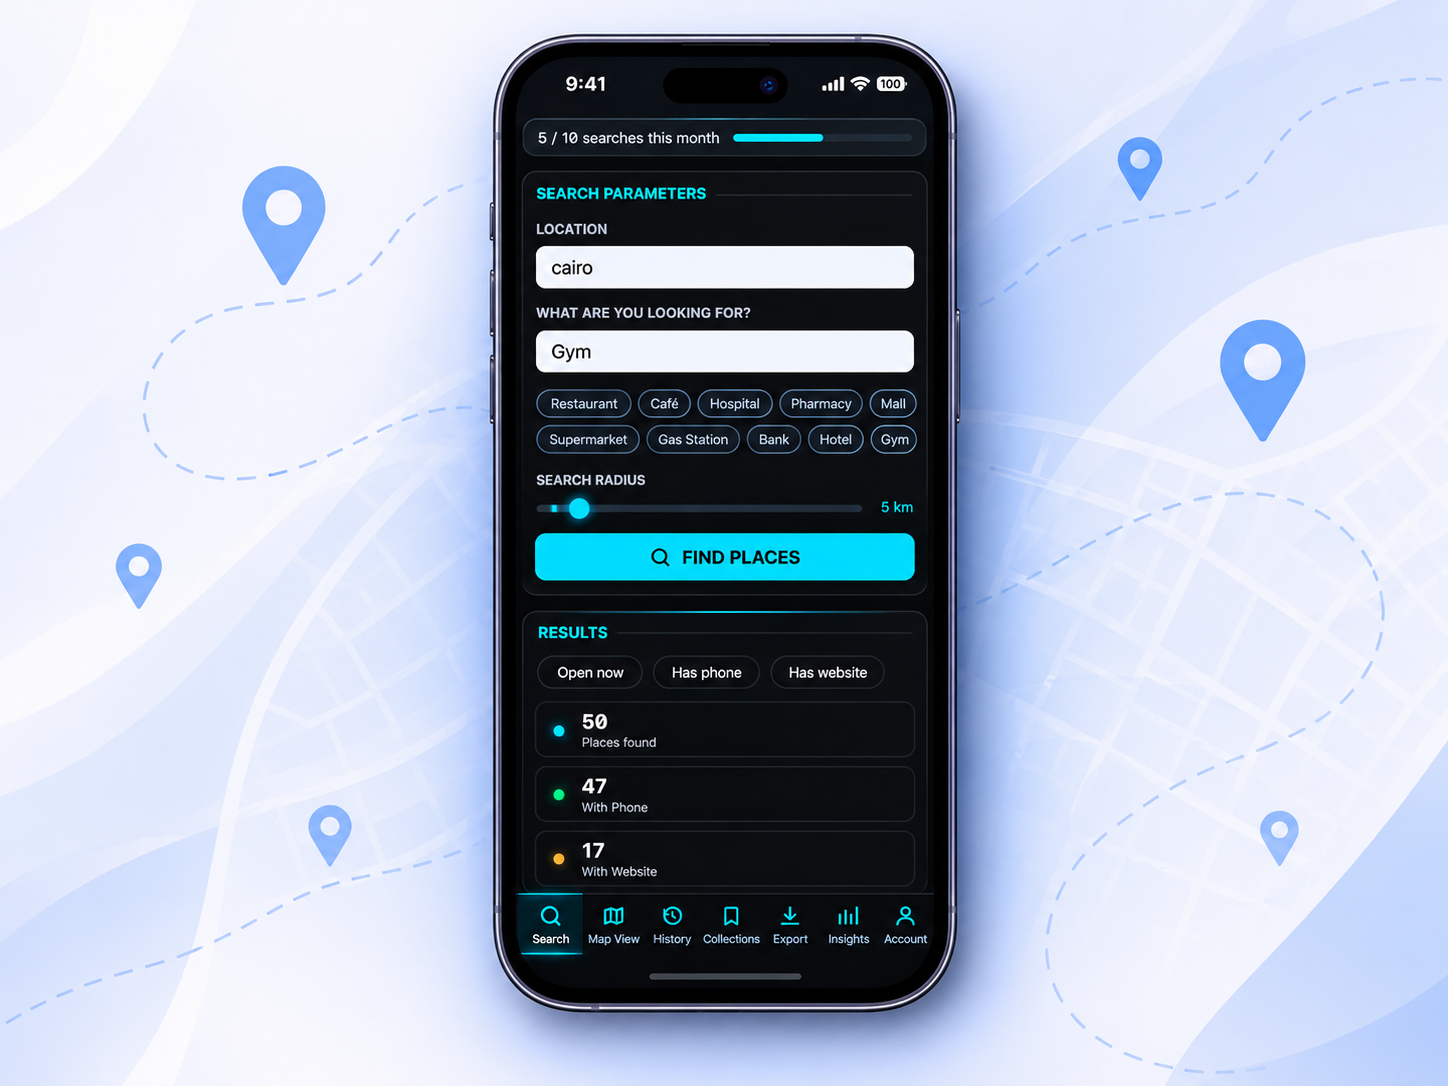 9:41
100
5 / 10 searches this month
SEARCH PARAMETERS
LOCATION
cairo
WHAT ARE YOU LOOKING FOR?
Gym
Restaurant Café Hospital Pharmacy Mall
Supermarket Gas Station Bank Hotel Gym
SEARCH RADIUS
5 km
FIND PLACES
RESULTS
Open now Has phone Has website
50
Places found
47
With Phone
17
With Website
Search Map View History Collections Export Insights Account